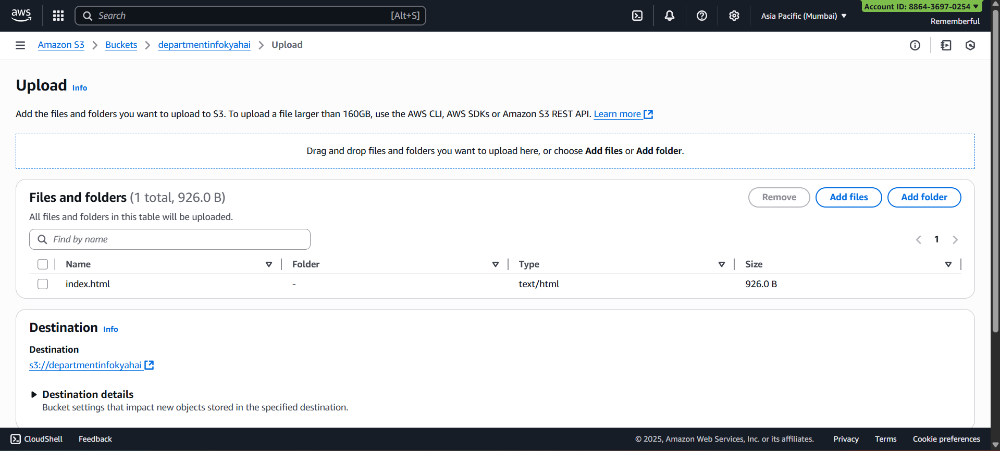 aws
Search [Alt+S]
Asia Pacific (Mumbai)
Account ID: 8864-3697-0254
Rememberful
Amazon S3 > Buckets > departmentinfokyahai > Upload
Upload Info
Add the files and folders you want to upload to S3. To upload a file larger than 160GB, use the AWS CLI, AWS SDKs or Amazon S3 REST API. Learn more
Drag and drop files and folders you want to upload here, or choose Add files or Add folder.
Files and folders (1 total, 926.0 B)
Remove Add files Add folder
All files and folders in this table will be uploaded.
Find by name
1
Name Folder Type Size
index.html - text/html 926.0 B
Destination Info
Destination
s3://departmentinfokyahai
Destination details
Bucket settings that impact new objects stored in the specified destination.
CloudShell Feedback © 2025, Amazon Web Services, Inc. or its affiliates. Privacy Terms Cookie preferences